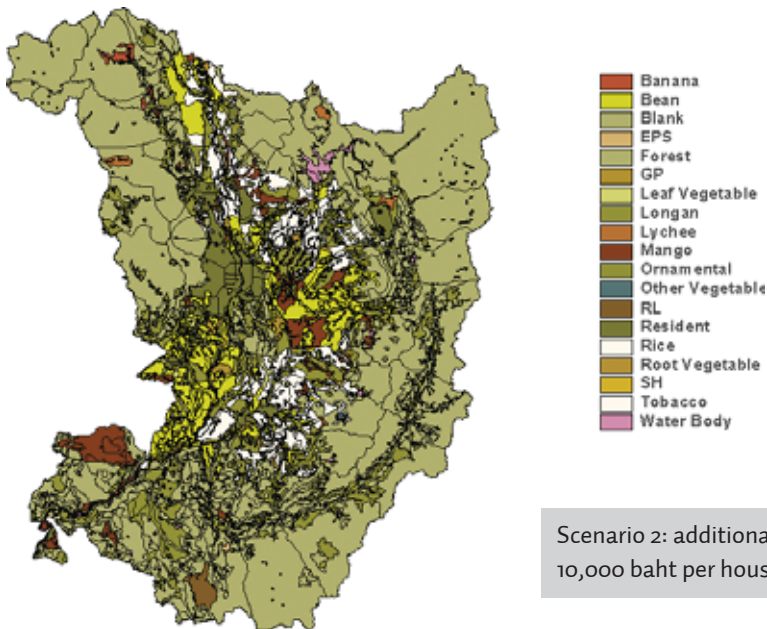 Banana
Bean
Blank
EPS
Forest
GP
Leaf Vegetable
Longan
Lychee
Mango
Ornamental
Other Vegetable
RL
Resident
Rice
Root Vegetable
SH
Tobacco
Water Body
Scenario 2: additiona
10,000 baht per hous